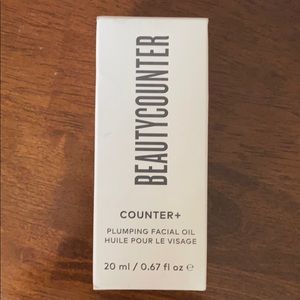 BEAUTYCOUNTER
COUNTER+
PLUMPING FACIAL OIL
HUILE POUR LE VISAGE
20 ml / 0.67 fl oz ℮